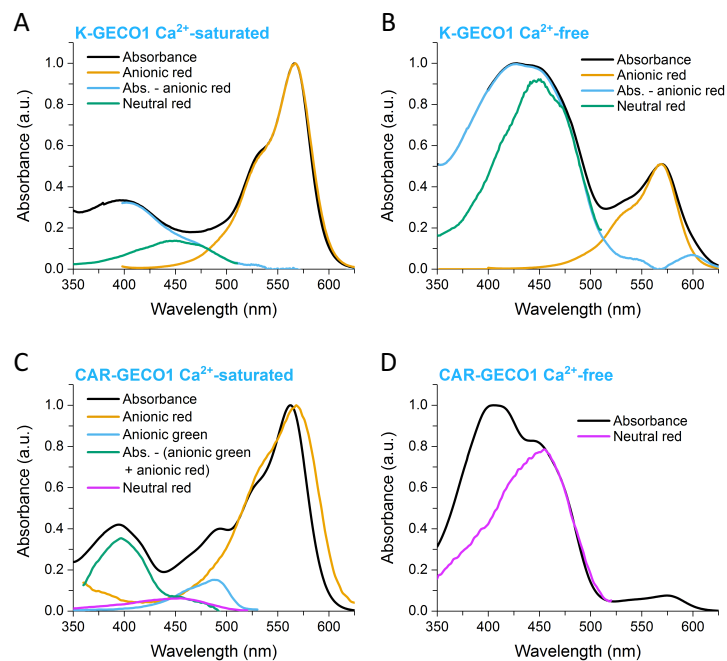 A
K-GECO1 Ca²⁺-saturated
Absorbance
Anionic red
Abs. - anionic red
Neutral red
Absorbance (a.u.)
1.0
0.8
0.6
0.4
0.2
0.0
350 400 450 500 550 600
Wavelength (nm)
B
K-GECO1 Ca²⁺-free
Absorbance
Anionic red
Abs. - anionic red
Neutral red
Absorbance (a.u.)
1.0
0.8
0.6
0.4
0.2
0.0
350 400 450 500 550 600
Wavelength (nm)
C
CAR-GECO1 Ca²⁺-saturated
Absorbance
Anionic red
Anionic green
Abs. - (anionic green
+ anionic red)
Neutral red
Absorbance (a.u.)
1.0
0.8
0.6
0.4
0.2
0.0
350 400 450 500 550 600
Wavelength (nm)
D
CAR-GECO1 Ca²⁺-free
Absorbance
Neutral red
Absorbance (a.u.)
1.0
0.8
0.6
0.4
0.2
0.0
350 400 450 500 550 600
Wavelength (nm)